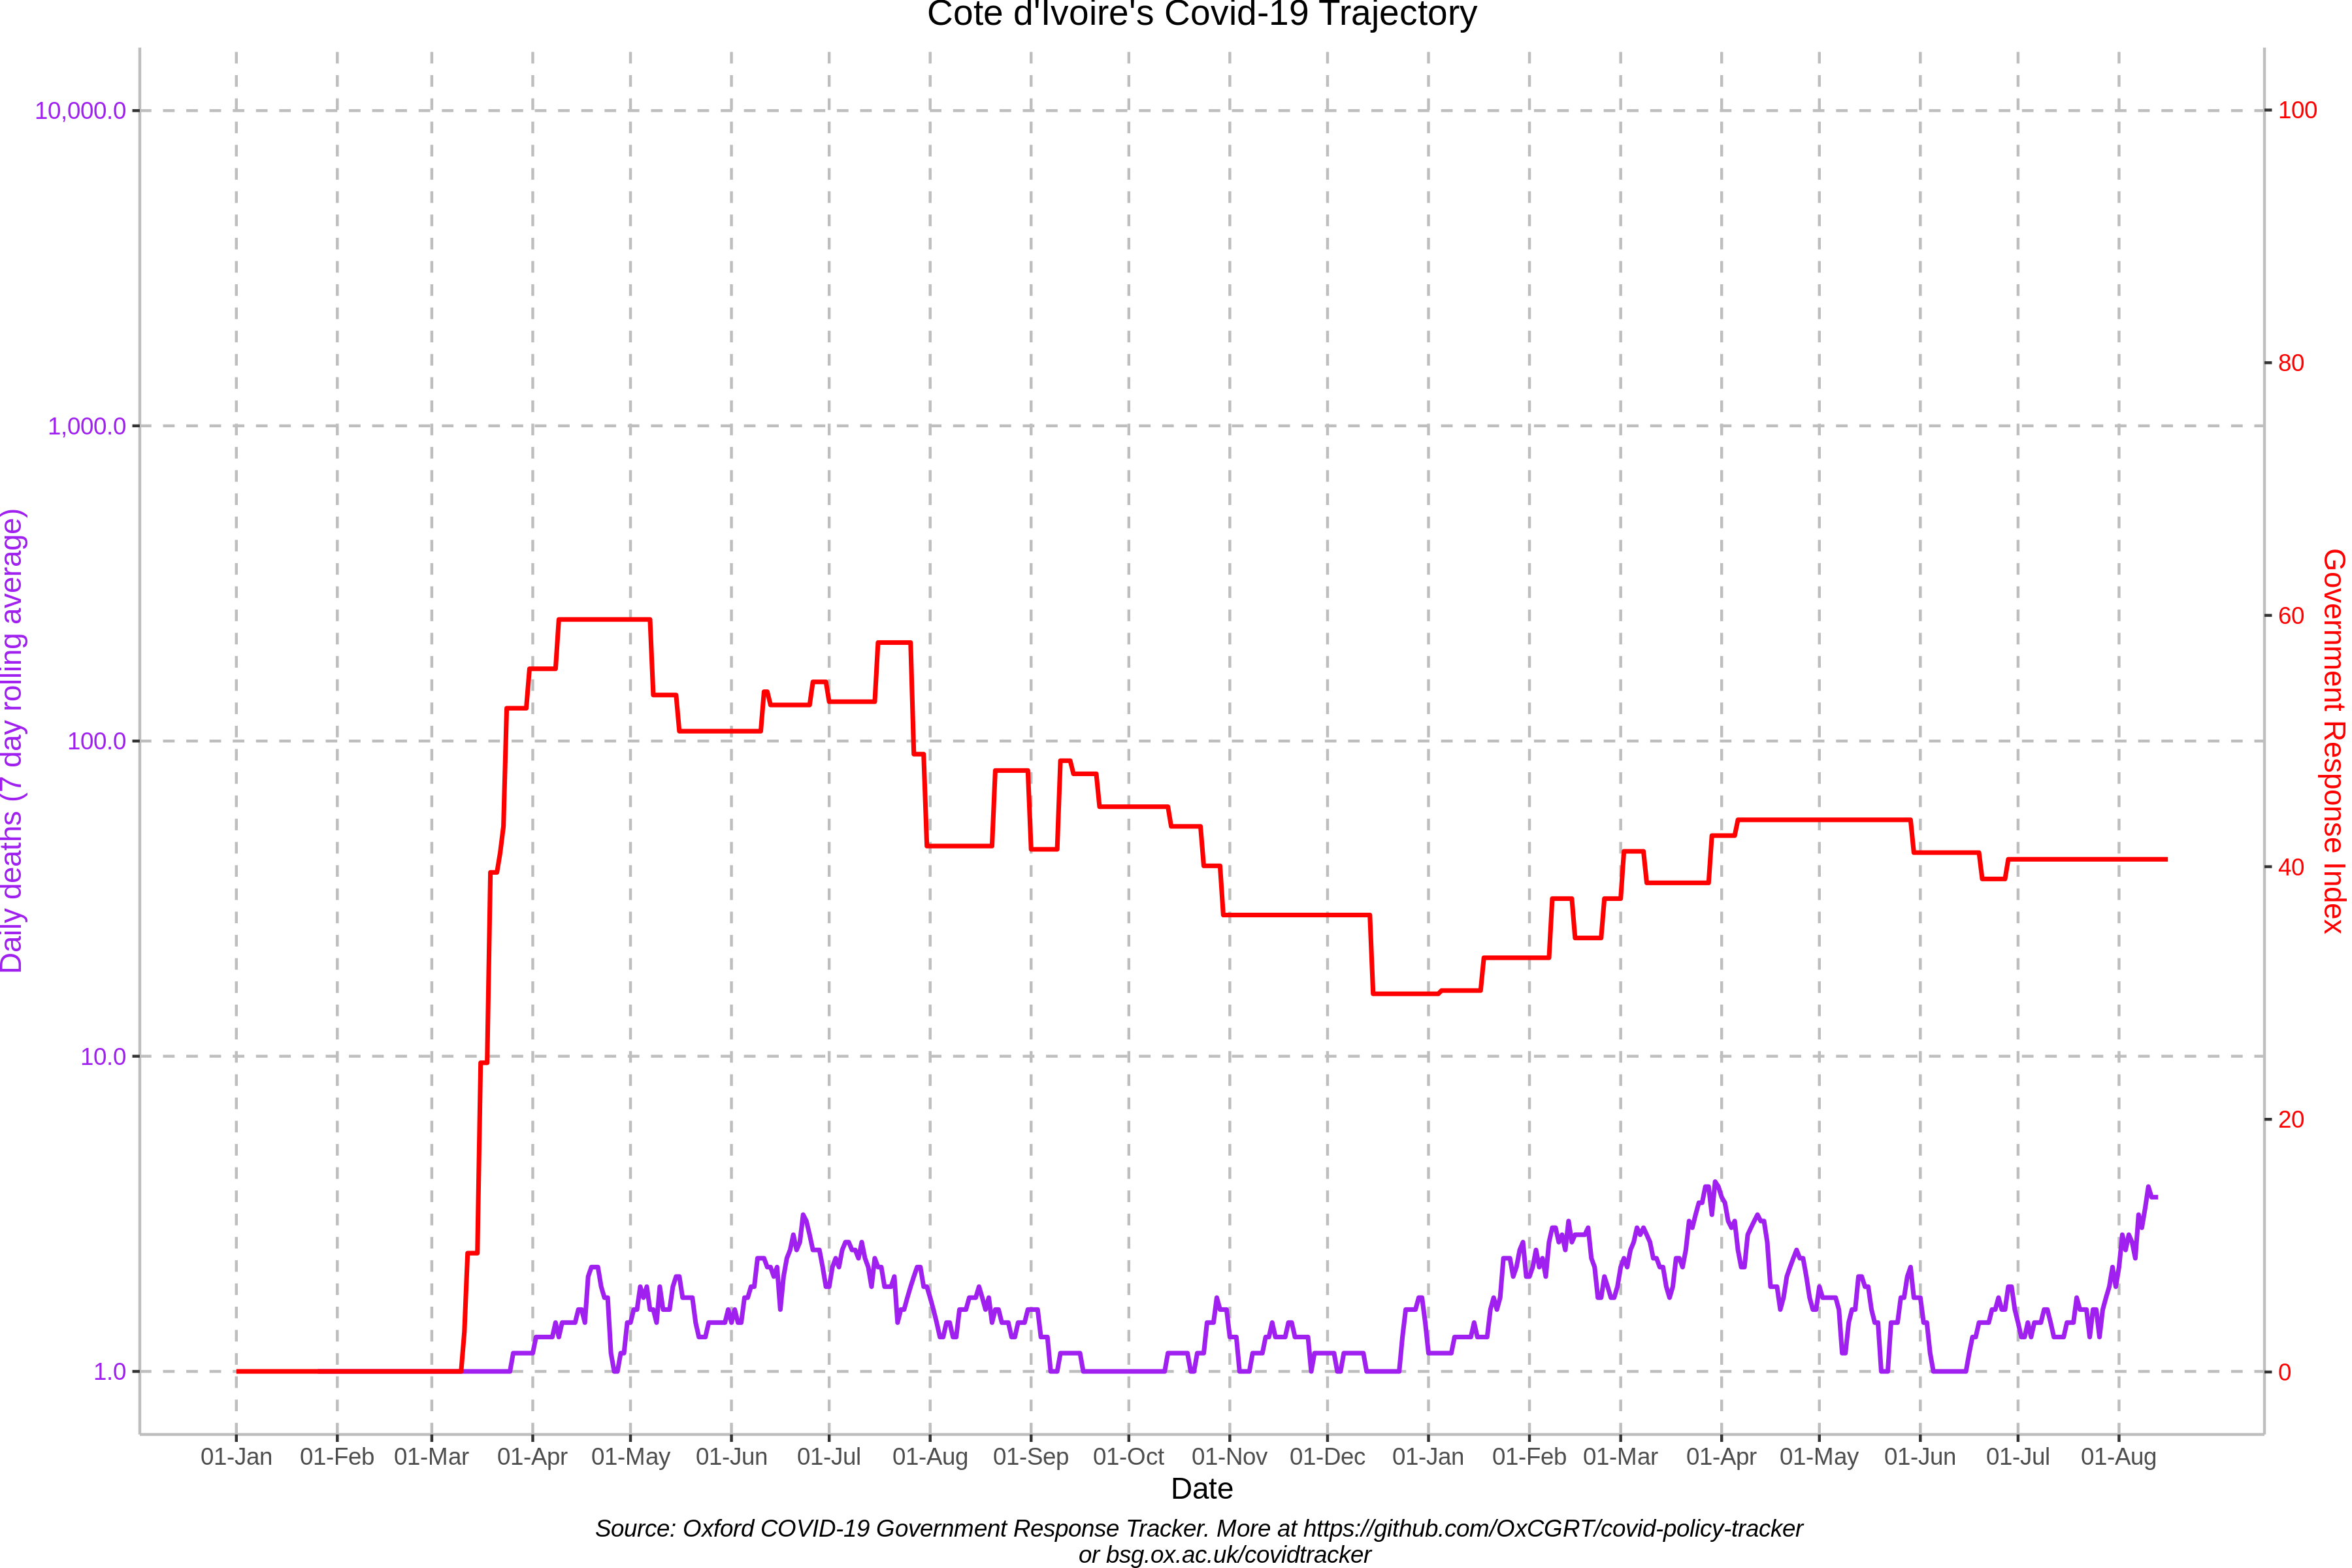 Cote d'Ivoire's Covid-19 Trajectory
10,000.0
1,000.0
100.0
10.0
1.0
Daily deaths (7 day rolling average)
100
80
60
40
20
0
Government Response Index
01-Jan 01-Feb 01-Mar 01-Apr 01-May 01-Jun 01-Jul 01-Aug 01-Sep 01-Oct 01-Nov 01-Dec 01-Jan 01-Feb 01-Mar 01-Apr 01-May 01-Jun 01-Jul 01-Aug
Date
Source: Oxford COVID-19 Government Response Tracker. More at https://github.com/OxCGRT/covid-policy-tracker
or bsg.ox.ac.uk/covidtracker